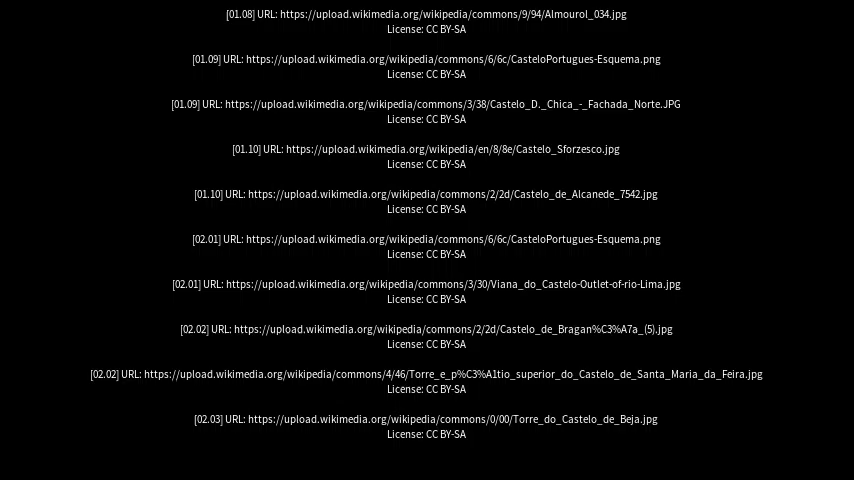 [01.08] URL: https://upload.wikimedia.org/wikipedia/commons/9/94/Almourol_034.jpg
License: CC BY-SA
[01.09] URL: https://upload.wikimedia.org/wikipedia/commons/6/6c/CasteloPortugues-Esquema.png
License: CC BY-SA
[01.09] URL: https://upload.wikimedia.org/wikipedia/commons/3/38/Castelo_D._Chica_-_Fachada_Norte.JPG
License: CC BY-SA
[01.10] URL: https://upload.wikimedia.org/wikipedia/en/8/8e/Castelo_Sforzesco.jpg
License: CC BY-SA
[01.10] URL: https://upload.wikimedia.org/wikipedia/commons/2/2d/Castelo_de_Alcanede_7542.jpg
License: CC BY-SA
[02.01] URL: https://upload.wikimedia.org/wikipedia/commons/6/6c/CasteloPortugues-Esquema.png
License: CC BY-SA
[02.01] URL: https://upload.wikimedia.org/wikipedia/commons/3/30/Viana_do_Castelo-Outlet-of-rio-Lima.jpg
License: CC BY-SA
[02.02] URL: https://upload.wikimedia.org/wikipedia/commons/2/2d/Castelo_de_Bragan%C3%A7a_(5).jpg
License: CC BY-SA
[02.02] URL: https://upload.wikimedia.org/wikipedia/commons/4/46/Torre_e_p%C3%A1tio_superior_do_Castelo_de_Santa_Maria_da_Feira.jpg
License: CC BY-SA
[02.03] URL: https://upload.wikimedia.org/wikipedia/commons/0/00/Torre_do_Castelo_de_Beja.jpg
License: CC BY-SA